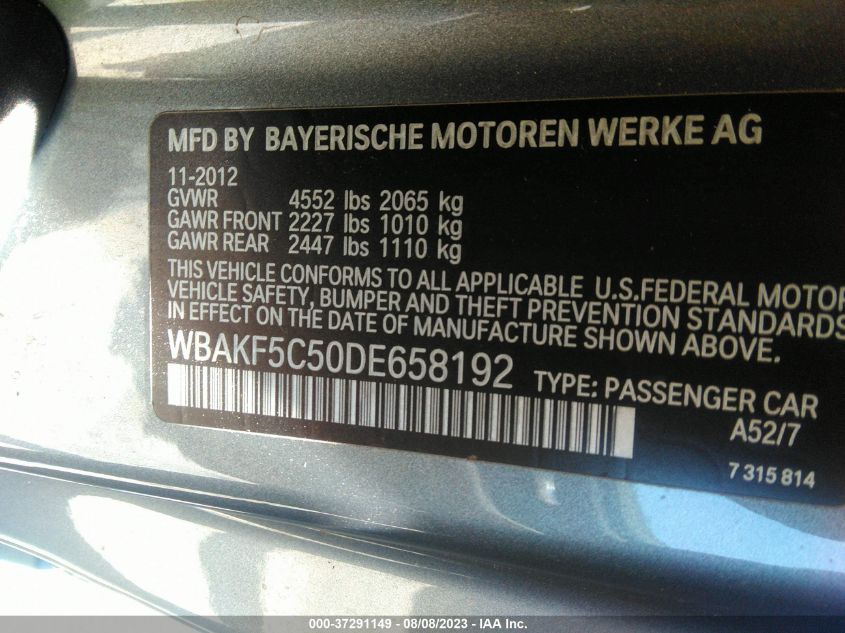 MFD BY BAYERISCHE MOTOREN WERKE AG
11-2012
GVWR 4552 lbs 2065 kg
GAWR FRONT 2227 lbs 1010 kg
GAWR REAR 2447 lbs 1110 kg
THIS VEHICLE CONFORMS TO ALL APPLICABLE U.S.FEDERAL MOTOR
VEHICLE SAFETY, BUMPER AND THEFT PREVENTION STANDARDS
IN EFFECT ON THE DATE OF MANUFACTURE SHOWN ABOVE.
WBAKF5C50DE658192 TYPE: PASSENGER CAR
A52/7
7 315 814
000-37291149 - 08/08/2023 - IAA Inc.